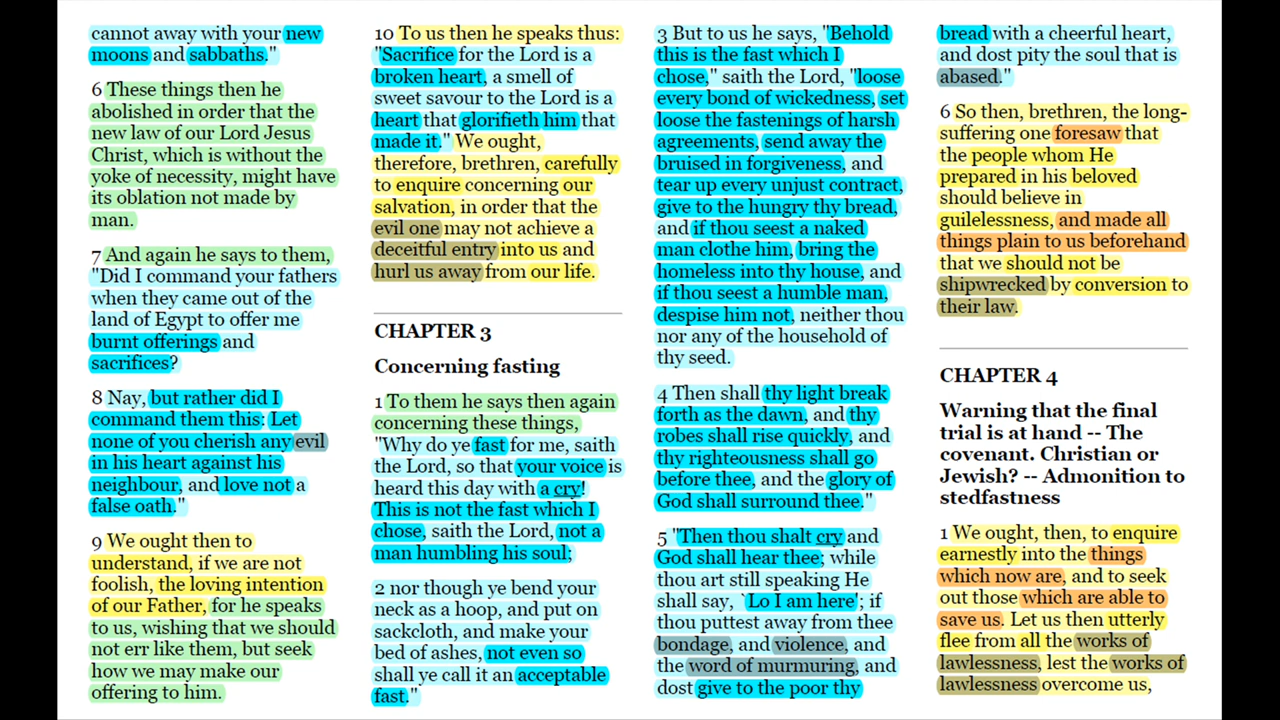 cannot away with your new
moons and sabbaths."
6 These things then he
abolished in order that the
new law of our Lord Jesus
Christ, which is without the
yoke of necessity, might have
its oblation not made by
man.
7 And again he says to them,
"Did I command your fathers
when they came out of the
land of Egypt to offer me
burnt offerings and
sacrifices?
8 Nay, but rather did I
command them this: Let
none of you cherish any evil
in his heart against his
neighbour, and love not a
false oath."
9 We ought then to
understand, if we are not
foolish, the loving intention
of our Father, for he speaks
to us, wishing that we should
not err like them, but seek
how we may make our
offering to him.
10 To us then he speaks thus:
"Sacrifice for the Lord is a
broken heart, a smell of
sweet savour to the Lord is a
heart that glorifieth him that
made it." We ought,
therefore, brethren, carefully
to enquire concerning our
salvation, in order that the
evil one may not achieve a
deceitful entry into us and
hurl us away from our life.
CHAPTER 3
Concerning fasting
1 To them he says then again
concerning these things,
"Why do ye fast for me, saith
the Lord, so that your voice is
heard this day with a cry!
This is not the fast which I
chose, saith the Lord, not a
man humbling his soul;
2 nor though ye bend your
neck as a hoop, and put on
sackcloth, and make your
bed of ashes, not even so
shall ye call it an acceptable
fast."
3 But to us he says, "Behold
this is the fast which I
chose," saith the Lord, "loose
every bond of wickedness, set
loose the fastenings of harsh
agreements, send away the
bruised in forgiveness, and
tear up every unjust contract,
give to the hungry thy bread,
and if thou seest a naked
man clothe him, bring the
homeless into thy house, and
if thou seest a humble man,
despise him not, neither thou
nor any of the household of
thy seed.
4 Then shall thy light break
forth as the dawn, and thy
robes shall rise quickly, and
thy righteousness shall go
before thee, and the glory of
God shall surround thee."
5 "Then thou shalt cry and
God shall hear thee; while
thou art still speaking He
shall say, `Lo I am here'; if
thou puttest away from thee
bondage, and violence, and
the word of murmuring, and
dost give to the poor thy
bread with a cheerful heart,
and dost pity the soul that is
abased."
6 So then, brethren, the long-
suffering one foresaw that
the people whom He
prepared in his beloved
should believe in
guilelessness, and made all
things plain to us beforehand
that we should not be
shipwrecked by conversion to
their law.
CHAPTER 4
Warning that the final
trial is at hand -- The
covenant. Christian or
Jewish? -- Admonition to
stedfastness
1 We ought, then, to enquire
earnestly into the things
which now are, and to seek
out those which are able to
save us. Let us then utterly
flee from all the works of
lawlessness, lest the works of
lawlessness overcome us,